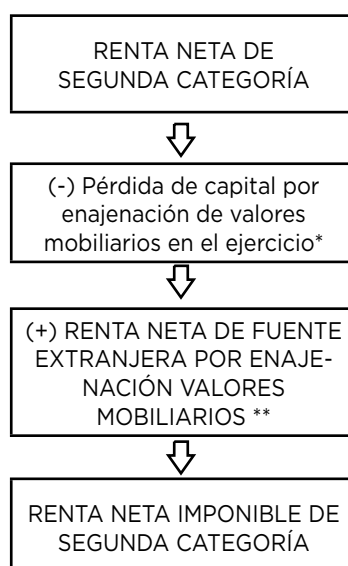 RENTA NETA DE
SEGUNDA CATEGORÍA
(-) Pérdida de capital por
enajenación de valores
mobiliarios en el ejercicio*
(+) RENTA NETA DE FUENTE
EXTRANJERA POR ENAJE-
NACIÓN VALORES
MOBILIARIOS **
RENTA NETA IMPONIBLE DE
SEGUNDA CATEGORÍA